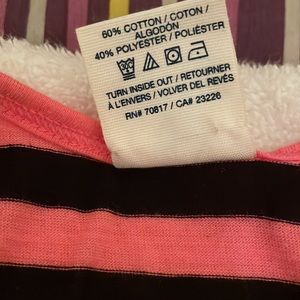 60% COTTON / COTON /
ALGODÓN
40% POLYESTER / POLIÉSTER
TURN INSIDE OUT / RETOURNER
À L'ENVERS / VOLVER DEL REVÉS
RN# 70817 / CA# 23226